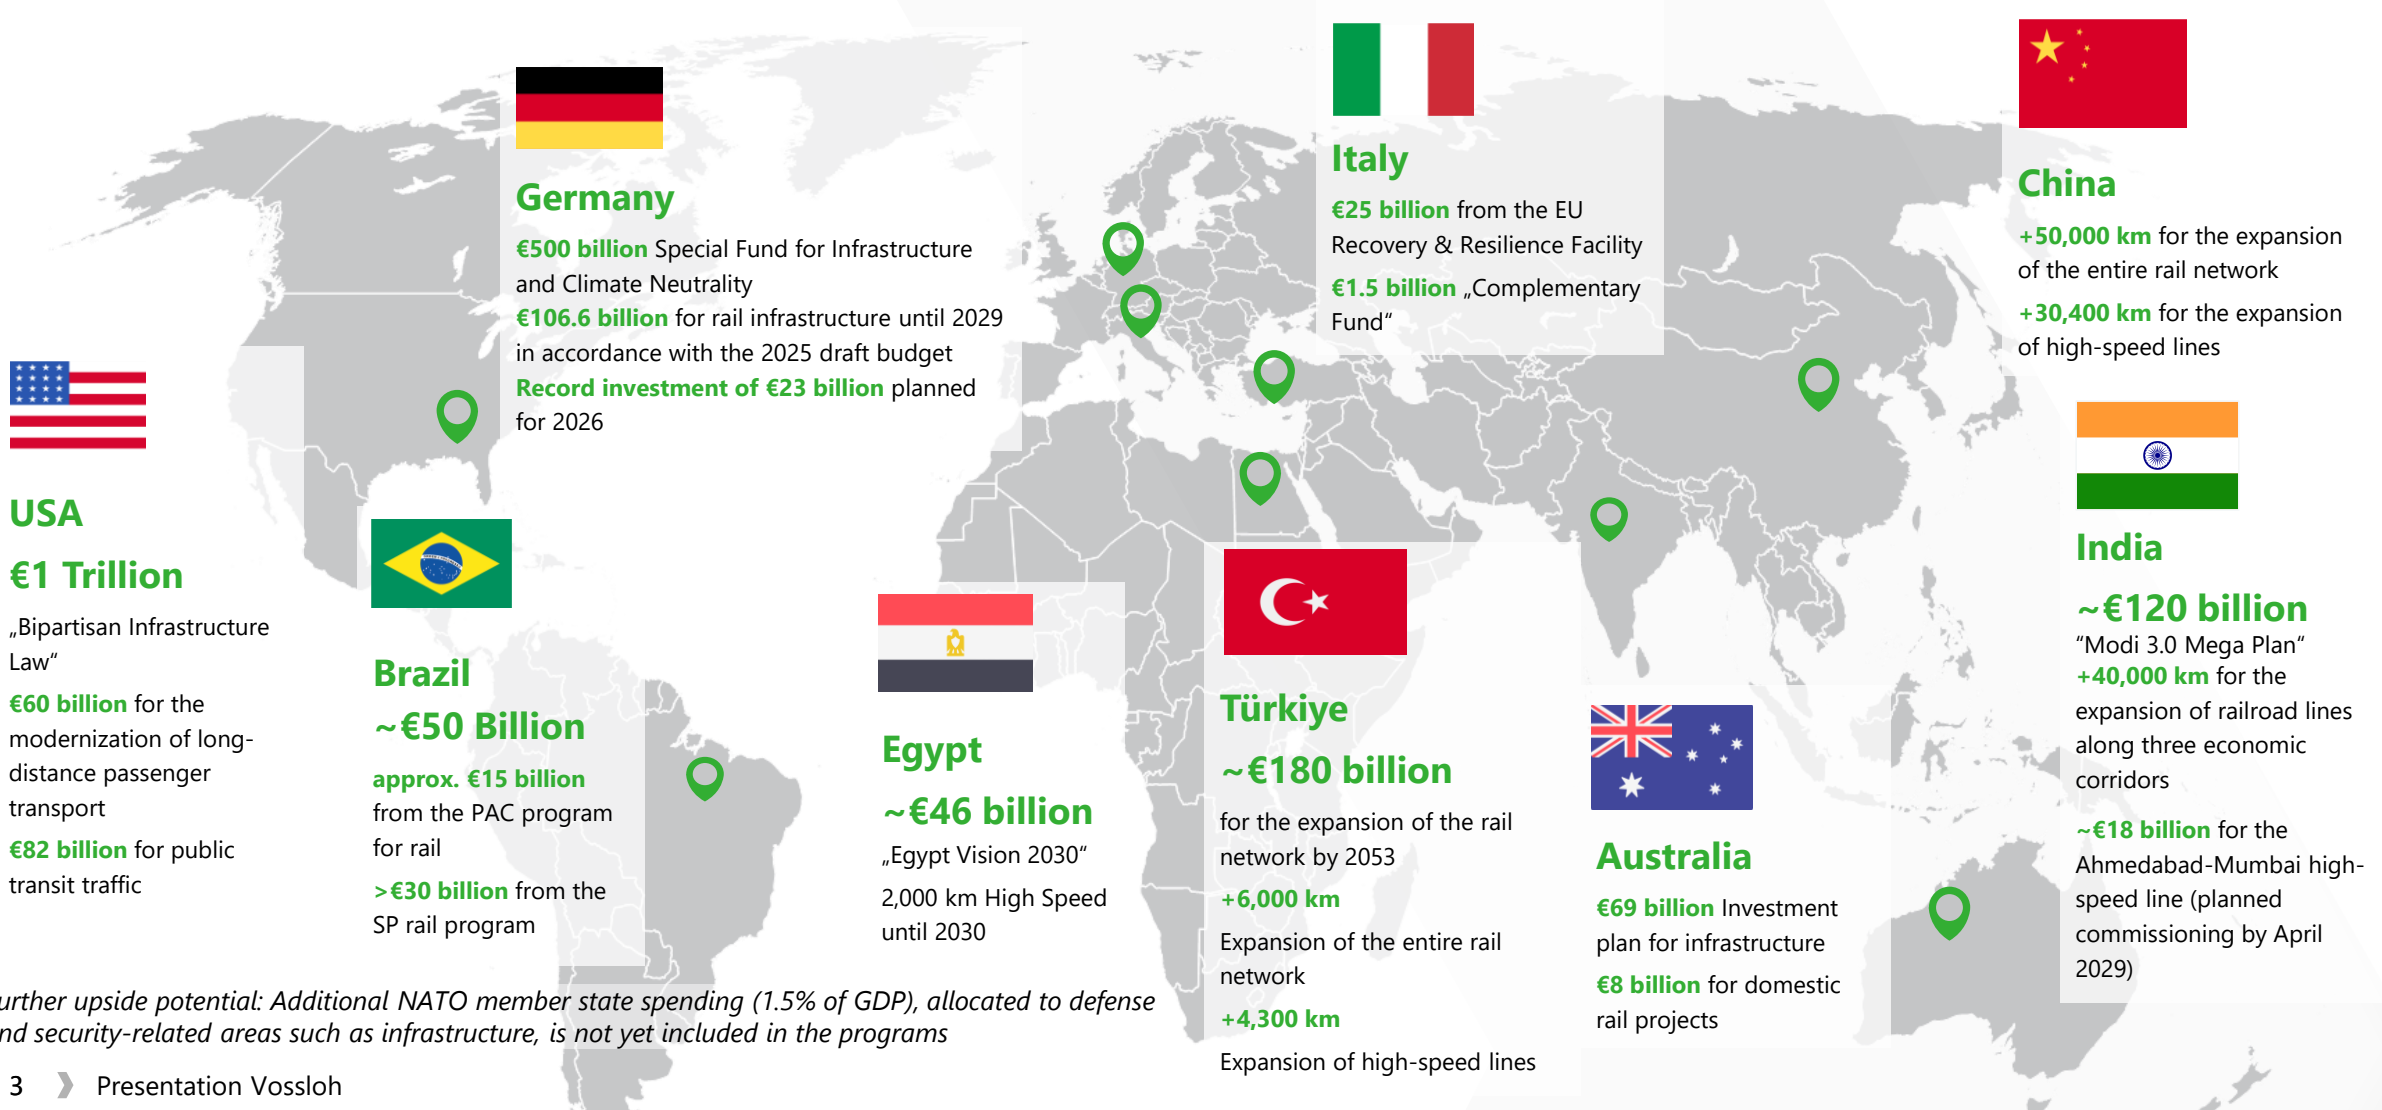 Germany
€500 billion Special Fund for Infrastructure
and Climate Neutrality
€106.6 billion for rail infrastructure until 2029
in accordance with the 2025 draft budget
Record investment of €23 billion planned
for 2026
Italy
€25 billion from the EU
Recovery & Resilience Facility
€1.5 billion „Complementary
Fund“
China
+50,000 km for the expansion
of the entire rail network
+30,400 km for the expansion
of high-speed lines
USA
€1 Trillion
„Bipartisan Infrastructure
Law“
€60 billion for the
modernization of long-
distance passenger
transport
€82 billion for public
transit traffic
Brazil
~€50 Billion
approx. €15 billion
from the PAC program
for rail
>€30 billion from the
SP rail program
Egypt
~€46 billion
„Egypt Vision 2030“
2,000 km High Speed
until 2030
Türkiye
~€180 billion
for the expansion of the rail
network by 2053
+6,000 km
Expansion of the entire rail
network
+4,300 km
Expansion of high-speed lines
Australia
€69 billion Investment
plan for infrastructure
€8 billion for domestic
rail projects
India
~€120 billion
“Modi 3.0 Mega Plan“
+40,000 km for the
expansion of railroad lines
along three economic
corridors
~€18 billion for the
Ahmedabad-Mumbai high-
speed line (planned
commissioning by April
2029)
urther upside potential: Additional NATO member state spending (1.5% of GDP), allocated to defense
nd security-related areas such as infrastructure, is not yet included in the programs
3 Presentation Vossloh